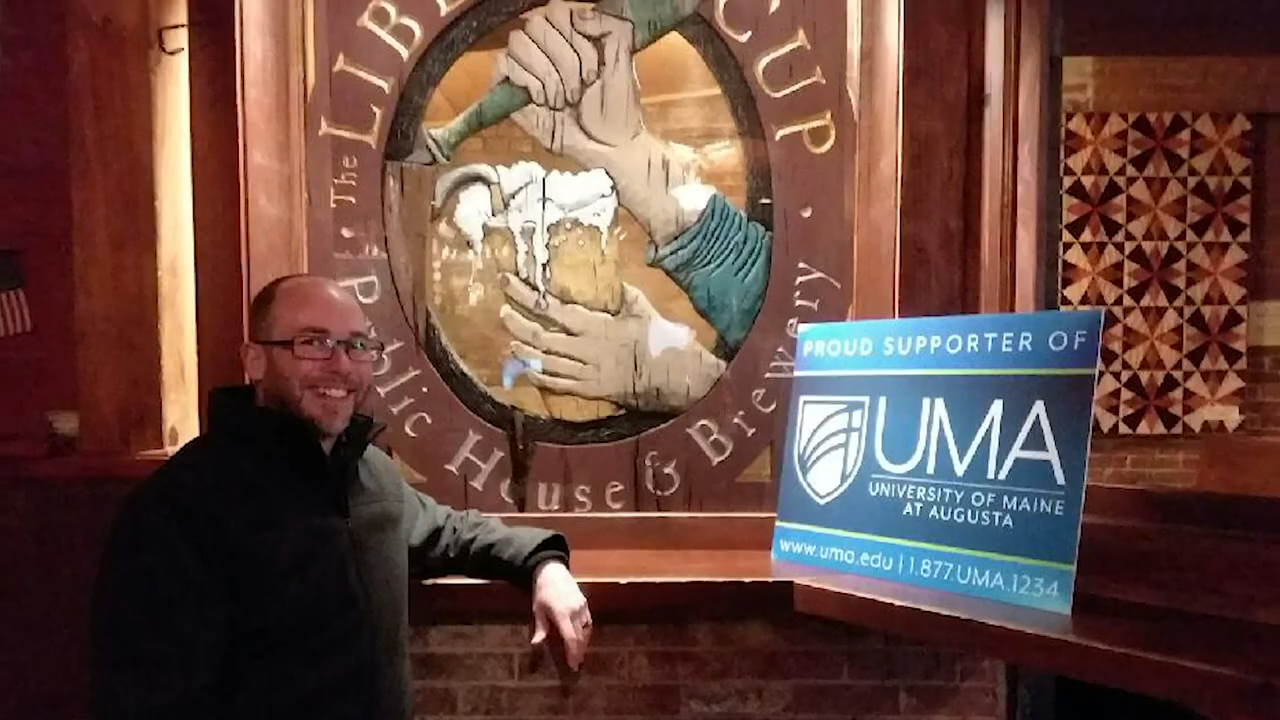 The LIBE CUP
Public House & Brewery
PROUD SUPPORTER OF
UMA
UNIVERSITY OF MAINE
AT AUGUSTA
www.uma.edu | 1.877.UMA.1234